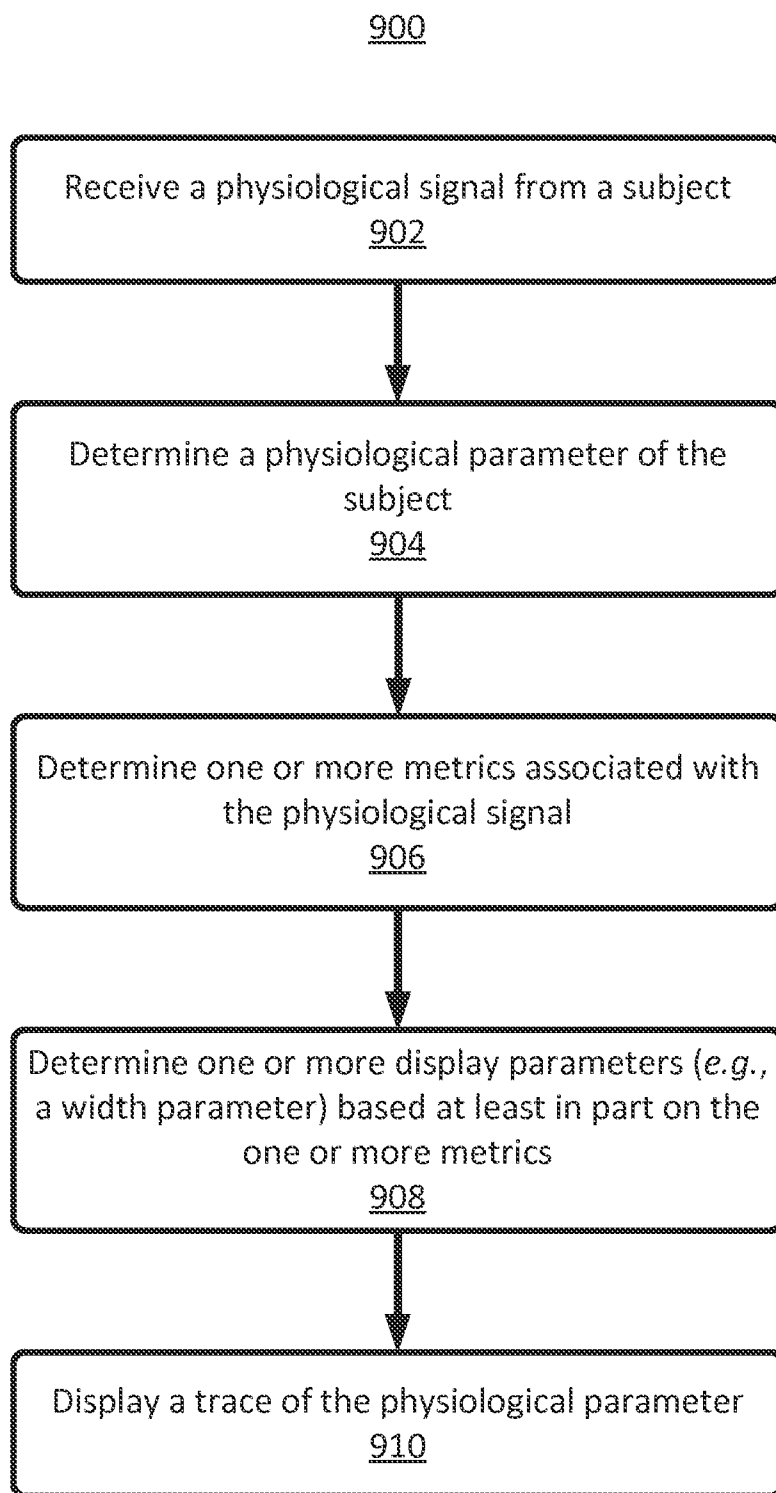 900
Receive a physiological signal from a subject
902
Determine a physiological parameter of the
subject
904
Determine one or more metrics associated with
the physiological signal
906
Determine one or more display parameters (e.g.,
a width parameter) based at least in part on the
one or more metrics
908
Display a trace of the physiological parameter
910